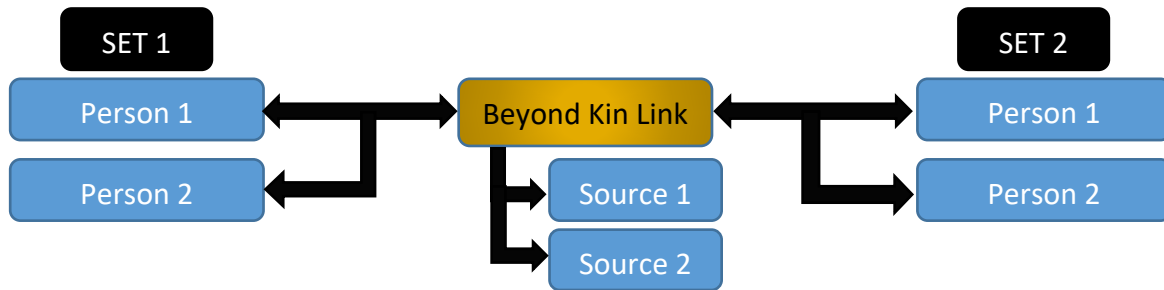 SET 1
SET 2
Person 1
Beyond Kin Link
Person 1
Person 2
Source 1
Person 2
Source 2